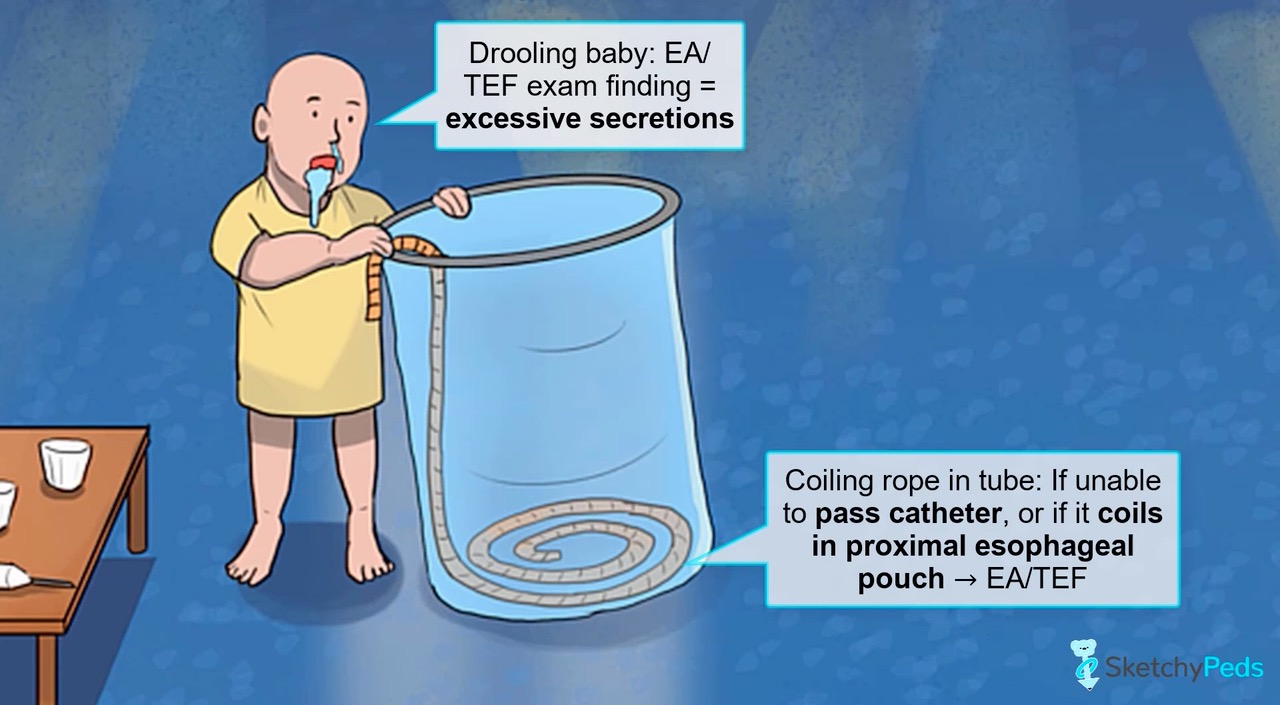 Drooling baby: EA/
TEF exam finding =
excessive secretions
Coiling rope in tube: If unable
to pass catheter, or if it coils
in proximal esophageal
pouch → EA/TEF
SketchyPeds